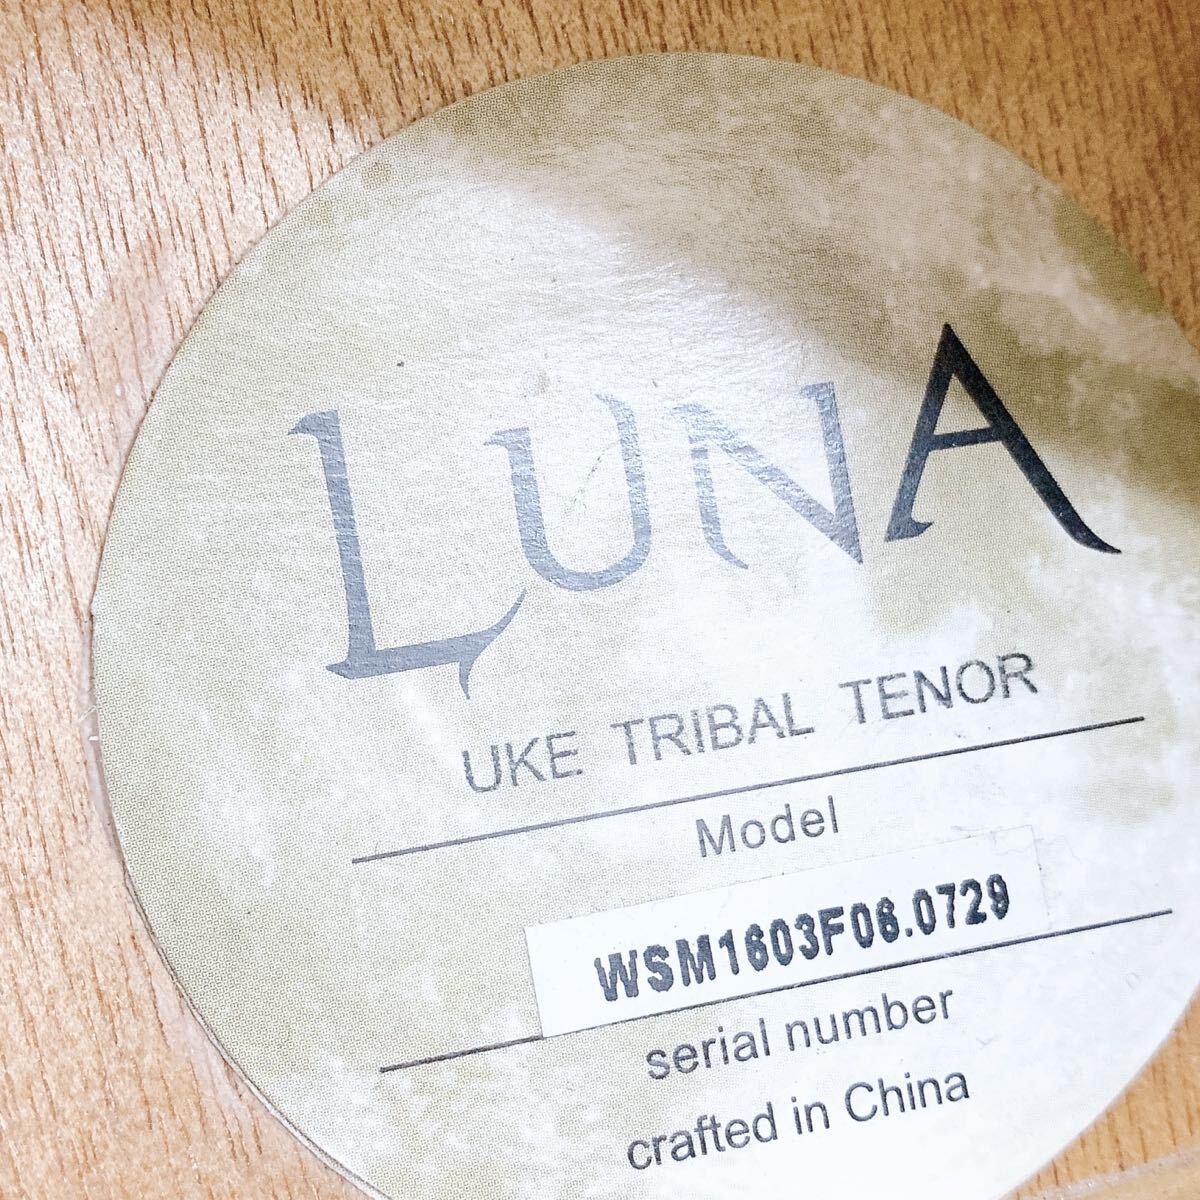 LUNA
UKE TRIBAL TENOR
Model
WSM1603F06.0729
serial number
crafted in China